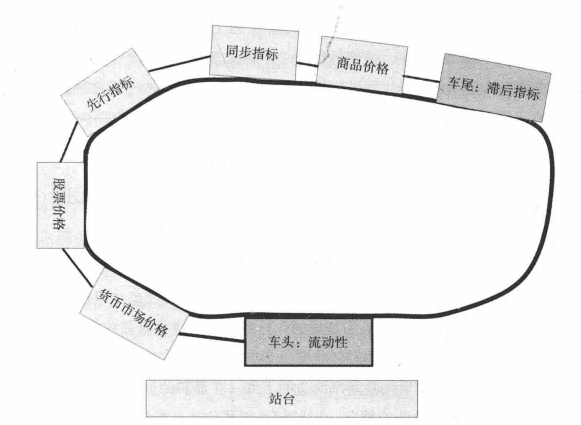 同步指标
商品价格
车尾：滞后指标
先行指标
股票价格
货币市场价格
车头：流动性
站台